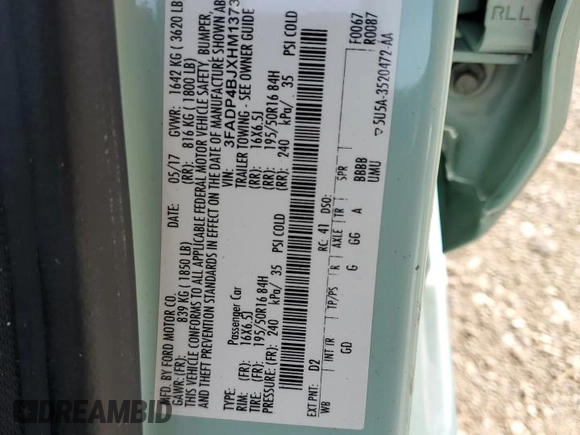 MFD. BY FORD MOTOR CO.
DATE: 05/17 GVWR: 1642 KG ( 3620 LB
GAWR: (FR): 839 KG ( 1850 LB) (RR): 816 KG ( 1800 LB)
THIS VEHICLE CONFORMS TO ALL APPLICABLE FEDERAL MOTOR VEHICLE SAFETY, BUMPER,
AND THEFT PREVENTION STANDARDS IN EFFECT ON THE DATE OF MANUFACTURE SHOWN
VIN: 3FADP4BJXHM1373
TYPE: Passenger Car TRAILER TOWING - SEE OWNER GUIDE
RIM: (FR): 16X6.5J (RR): 16X6.5J
TIRE: (FR): 195/50R16 84H (RR): 195/50R16 84H
PRESSURE: (FR): 240 kPa/ 35 PSI COLD (RR): 240 kPa/ 35 PSI COLD
EXT PNT: D2 RC: 41 DSO: F0067
R0087
WB INT TR TP/PS R AXLE TR SPR BBBB
GD G GG A UMU
5U5A-3520472-AA
RLL
DREAMBID